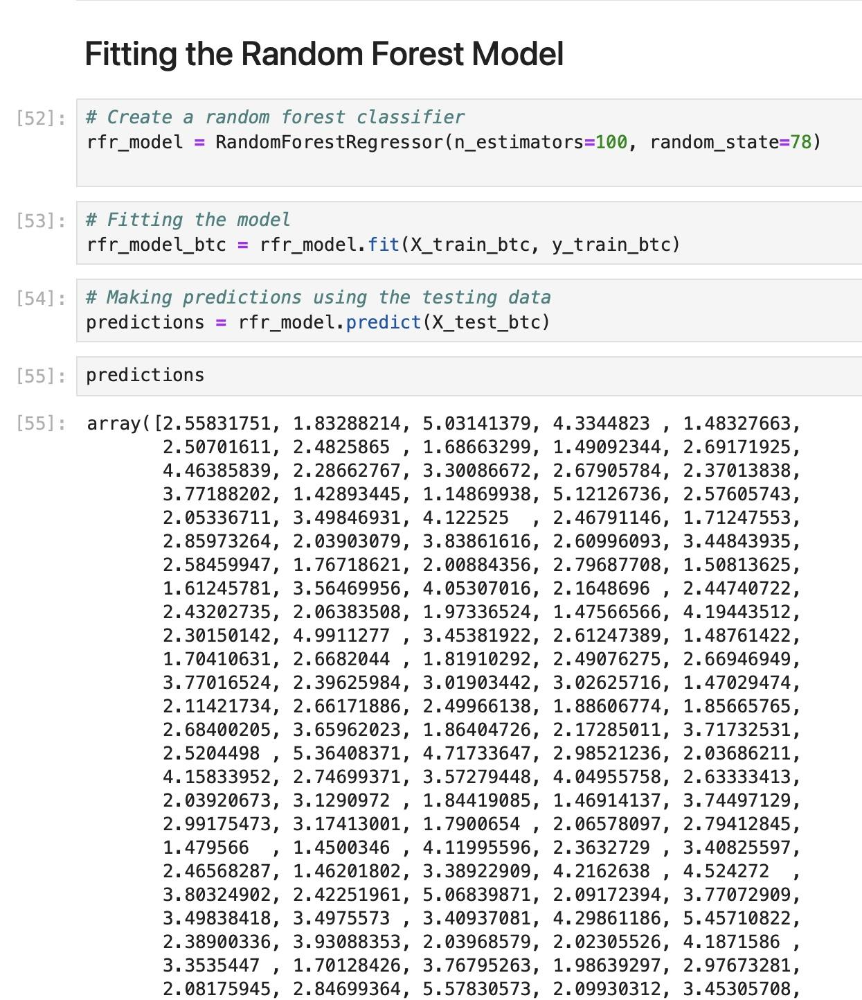 Fitting the Random Forest Model
[52]: # Create a random forest classifier
rfr_model = RandomForestRegressor(n_estimators=100, random_state=78)
[53]: # Fitting the model
rfr_model_btc = rfr_model.fit(X_train_btc, y_train_btc)
[54]: # Making predictions using the testing data
predictions = rfr_model.predict(X_test_btc)
[55]: predictions
[55]: array([2.55831751, 1.83288214, 5.03141379, 4.3344823 , 1.48327663,
2.50701611, 2.4825865 , 1.68663299, 1.49092344, 2.69171925,
4.46385839, 2.28662767, 3.30086672, 2.67905784, 2.37013838,
3.77188202, 1.42893445, 1.14869938, 5.12126736, 2.57605743,
2.05336711, 3.49846931, 4.122525  , 2.46791146, 1.71247553,
2.85973264, 2.03903079, 3.83861616, 2.60996093, 3.44843935,
2.58459947, 1.76718621, 2.00884356, 2.79687708, 1.50813625,
1.61245781, 3.56469956, 4.05307016, 2.1648696 , 2.44740722,
2.43202735, 2.06383508, 1.97336524, 1.47566566, 4.19443512,
2.30150142, 4.9911277 , 3.45381922, 2.61247389, 1.48761422,
1.70410631, 2.6682044 , 1.81910292, 2.49076275, 2.66946949,
3.77016524, 2.39625984, 3.01903442, 3.02625716, 1.47029474,
2.11421734, 2.66171886, 2.49966138, 1.88606774, 1.85665765,
2.68400205, 3.65962023, 1.86404726, 2.17285011, 3.71732531,
2.5204498 , 5.36408371, 4.71733647, 2.98521236, 2.03686211,
4.15833952, 2.74699371, 3.57279448, 4.04955758, 2.63333413,
2.03920673, 3.1290972 , 1.84419085, 1.46914137, 3.74497129,
2.99175473, 3.17413001, 1.7900654 , 2.06578097, 2.79412845,
1.479566  , 1.4500346 , 4.11995596, 2.3632729 , 3.40825597,
2.46568287, 1.46201802, 3.38922909, 4.2162638 , 4.524272  ,
3.80324902, 2.42251961, 5.06839871, 2.09172394, 3.77072909,
3.49838418, 3.4975573 , 3.40937081, 4.29861186, 5.45710822,
2.38900336, 3.93088353, 2.03968579, 2.02305526, 4.1871586 ,
3.3535447 , 1.70128426, 3.76795263, 1.98639297, 2.97673281,
2.08175945, 2.84699364, 5.57830573, 2.09930312, 3.45305708,